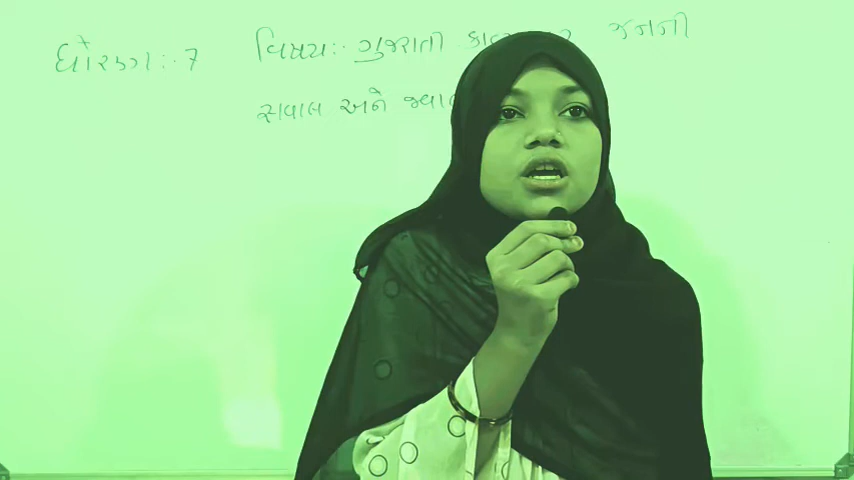 ધોરણ :- 7 વિષય :- ગુજરાતી જનની
સવાલ અને